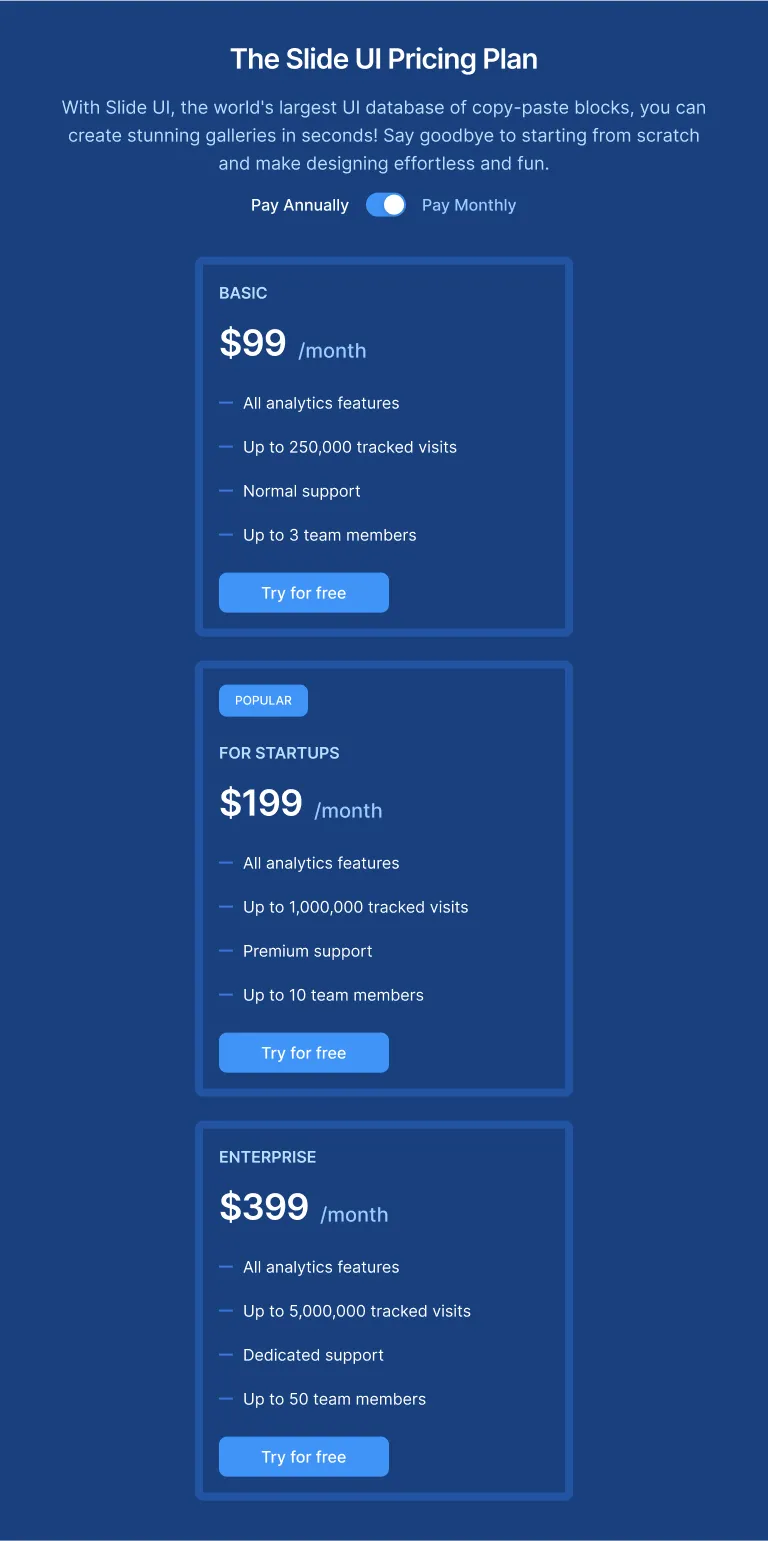 The Slide UI Pricing Plan
With Slide UI, the world's largest UI database of copy-paste blocks, you can
create stunning galleries in seconds! Say goodbye to starting from scratch
and make designing effortless and fun.
Pay Annually Pay Monthly
BASIC
$99 /month
All analytics features
Up to 250,000 tracked visits
Normal support
Up to 3 team members
Try for free
POPULAR
FOR STARTUPS
$199 /month
All analytics features
Up to 1,000,000 tracked visits
Premium support
Up to 10 team members
Try for free
ENTERPRISE
$399 /month
All analytics features
Up to 5,000,000 tracked visits
Dedicated support
Up to 50 team members
Try for free